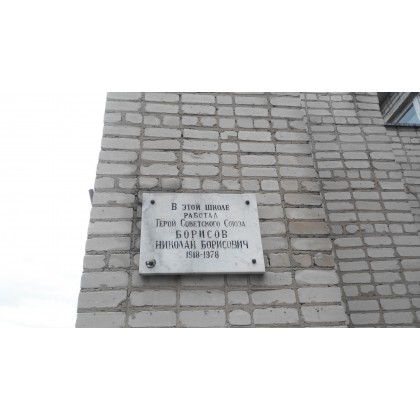 В этой школе
работал
Герой Советского Союза
БОРИСОВ
НИКОЛАЙ БОРИСОВИЧ
1918-1978